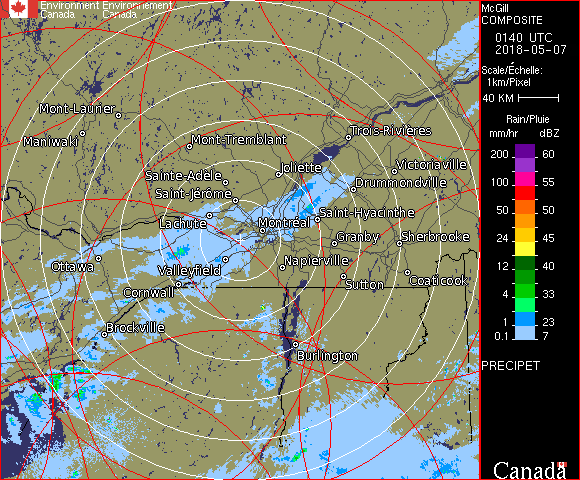 Environment Environnement
Canada Canada
McGill
COMPOSITE
0140 UTC
2018-05-07
Scale/Échelle:
1km/Pixel
40 KM
Rain/Pluie
mm/hr dBZ
200 60
100 55
50 50
24 45
12 40
4 33
1 23
0.1 7
PRECIPET
Canada
Mont-Laurier
Maniwaki
Mont-Tremblant
Trois-Rivières
Joliette
Victoriaville
Sainte-Adèle
Drummondville
Saint-Jérôme
Lachute
Montréal
Saint-Hyacinthe
Granby
Sherbrooke
Ottawa
Valleyfield
Napierville
Sutton
Coaticook
Cornwall
Brockville
Burlington